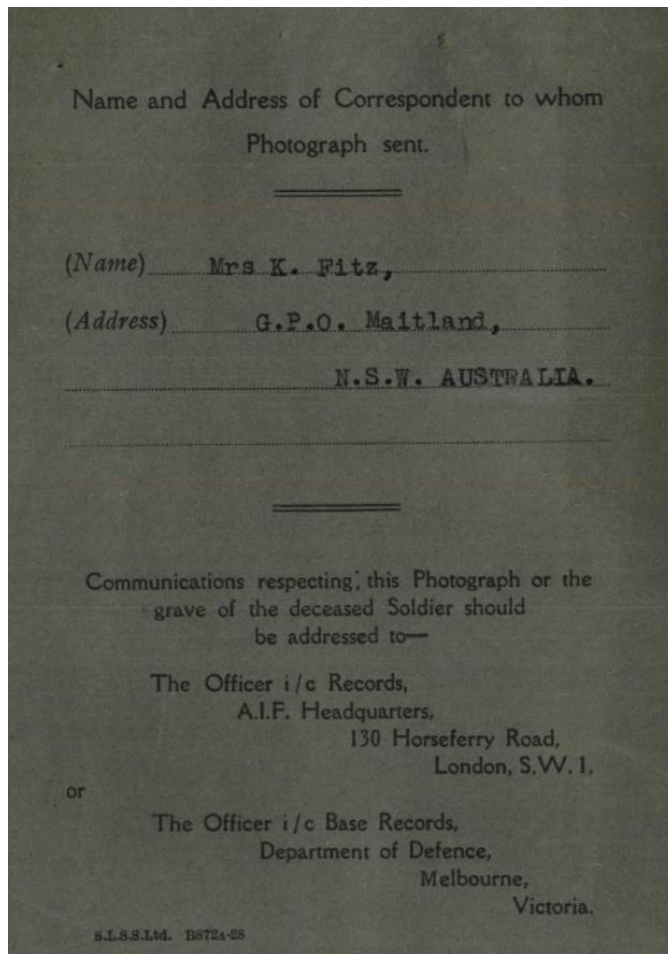 Name and Address of Correspondent to whom
Photograph sent.
(Name) Mrs K. Fitz,
(Address) G.P.O. Maitland,
N.S.W. AUSTRALIA.
Communications respecting this Photograph or the
grave of the deceased Soldier should
be addressed to—
The Officer i/c Records,
A.I.F. Headquarters,
130 Horseferry Road,
London, S.W. 1.
or
The Officer i/c Base Records,
Department of Defence,
Melbourne,
Victoria.
S.L.S.S.Ltd. B872A-28